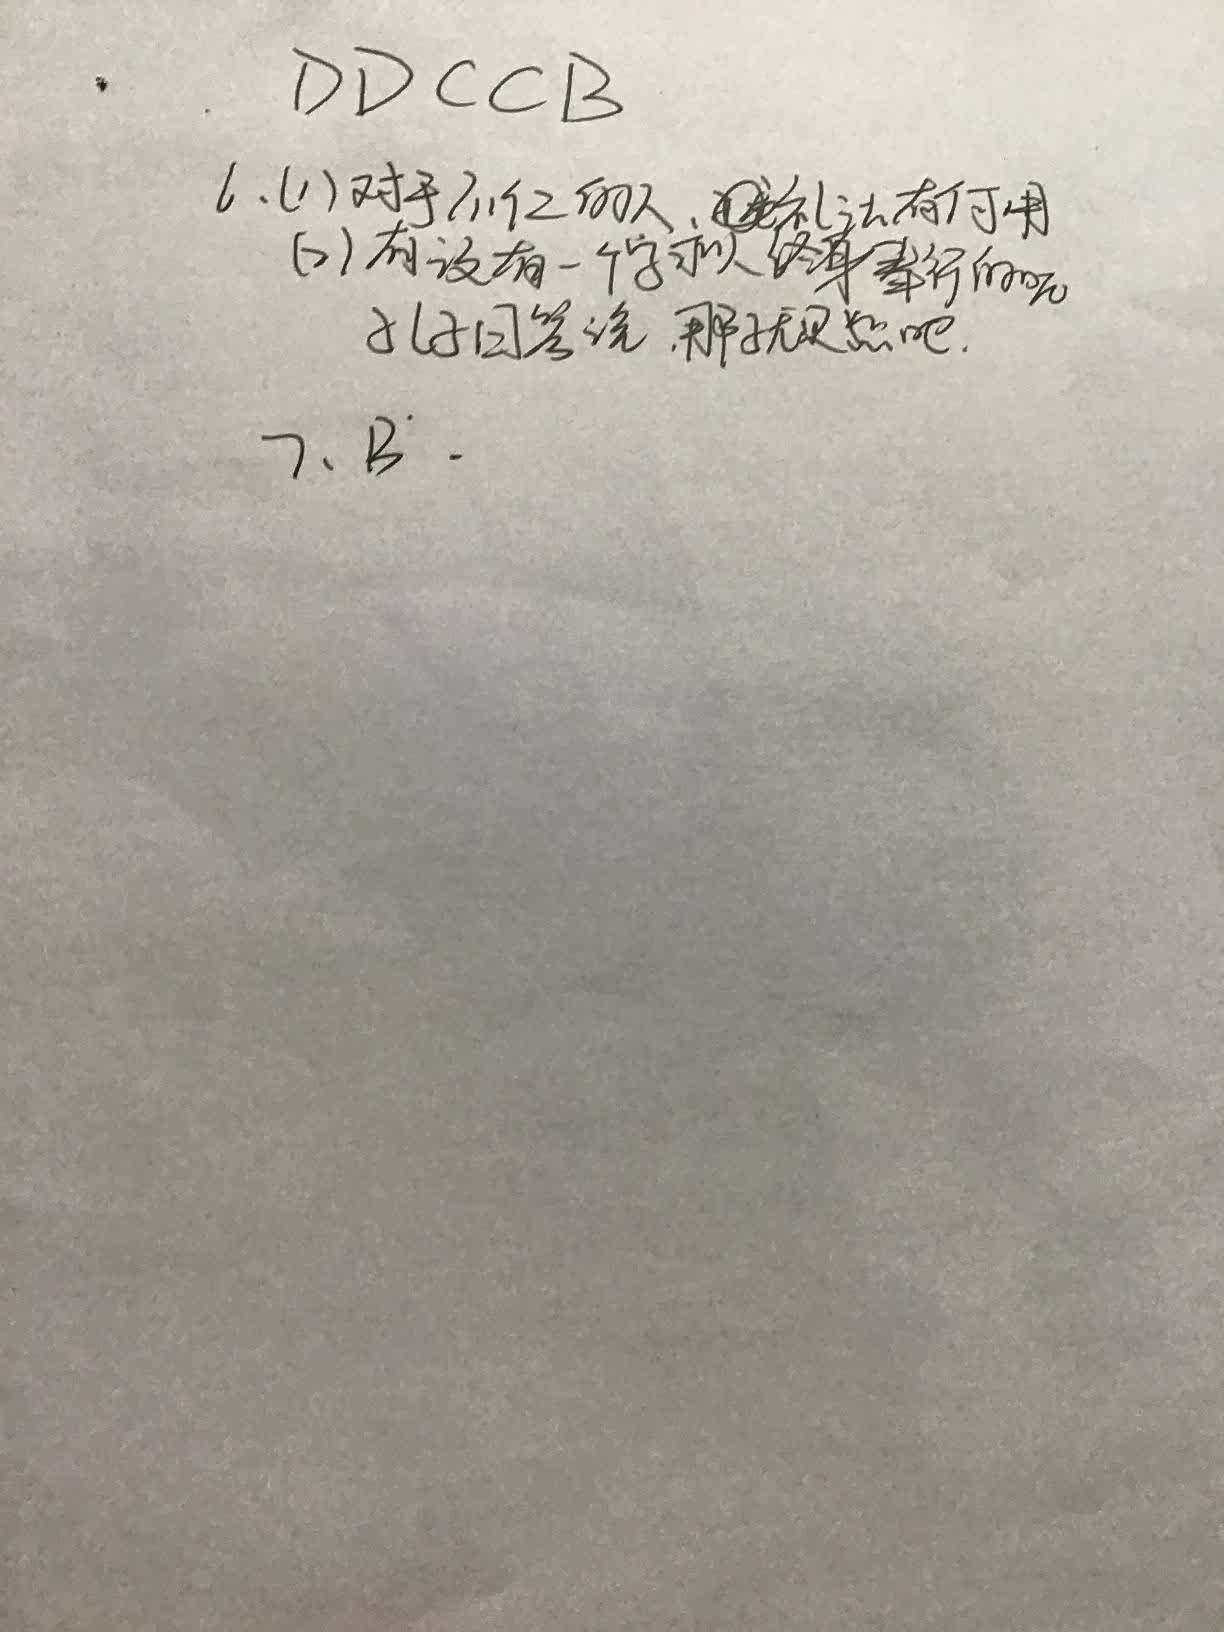 DDCCB
6.(1)对于不仁的人,礼法有何用
(2)有没有一个字可以终身奉行的呢
孔子回答说,那就是恕吧.
7、B.